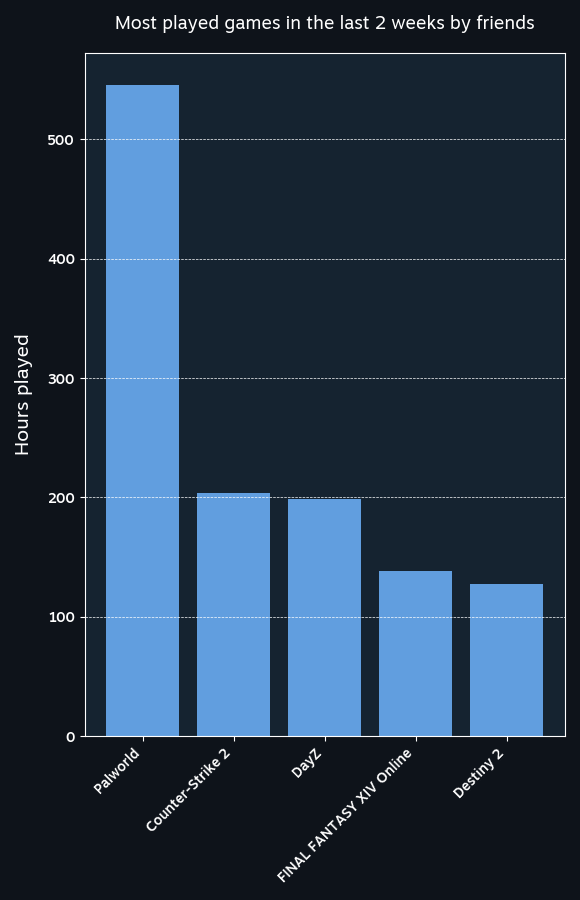 Most played games in the last 2 weeks by friends
Hours played
500
400
300
200
100
0
Palworld
Counter-Strike 2
DayZ
FINAL FANTASY XIV Online
Destiny 2